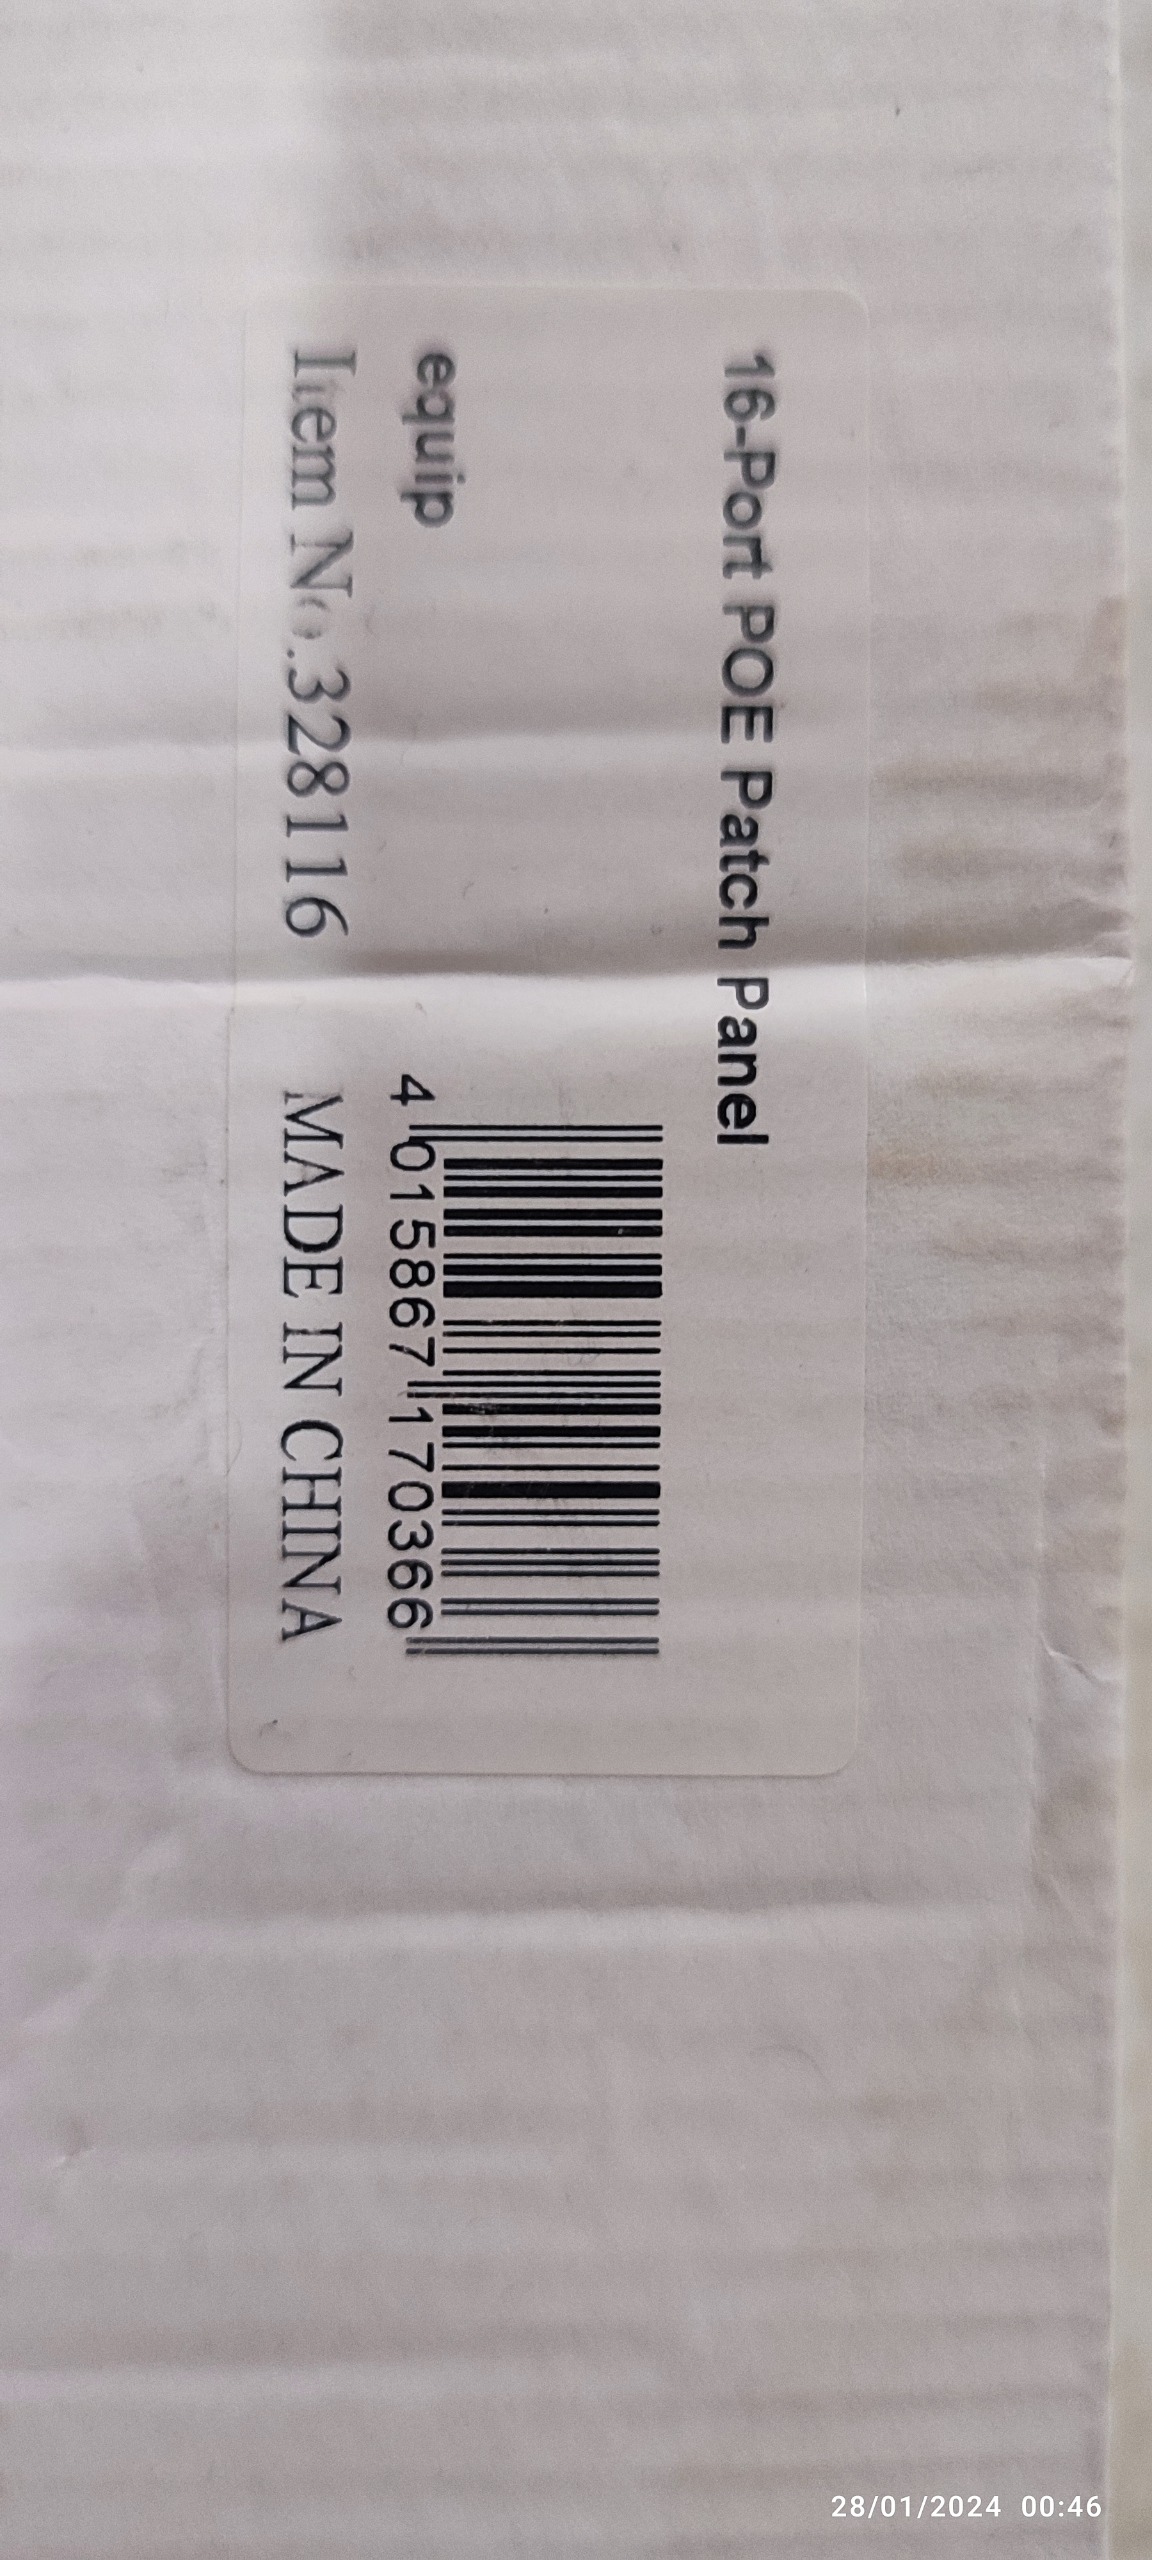 16-Port POE Patch Panel
equip
4 015867 170366
Item No.328116 MADE IN CHINA
28/01/2024 00:46